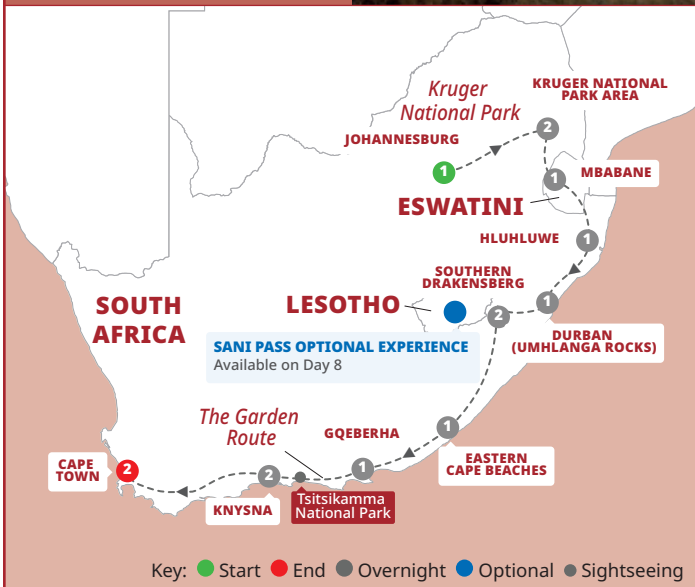 Kruger
National Park
KRUGER NATIONAL
PARK AREA
JOHANNESBURG
2
1
1
MBABANE
ESWATINI
HLUHLUWE
1
SOUTHERN
DRAKENSBERG
SOUTH
AFRICA
LESOTHO
2
1
DURBAN
(UMHLANGA ROCKS)
SANI PASS OPTIONAL EXPERIENCE
Available on Day 8
The Garden
Route
GQEBERHA
1
EASTERN
CAPE BEACHES
CAPE
TOWN
2
2
1
KNYSNA
Tsitsikamma
National Park
Key: Start End Overnight Optional Sightseeing